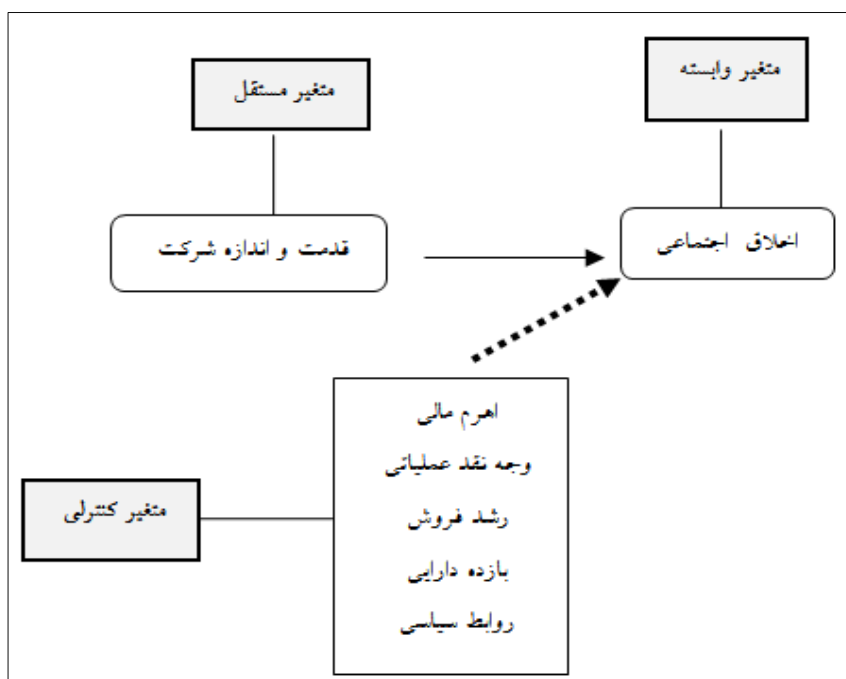 متغیر وابسته
متغیر مستقل
اخلاق اجتماعی
قدمت و اندازه شرکت
اهرم مالی
وجه نقد عملیاتی
رشد فروش
بازده دارایی
روابط سیاسی
متغیر کنترلی